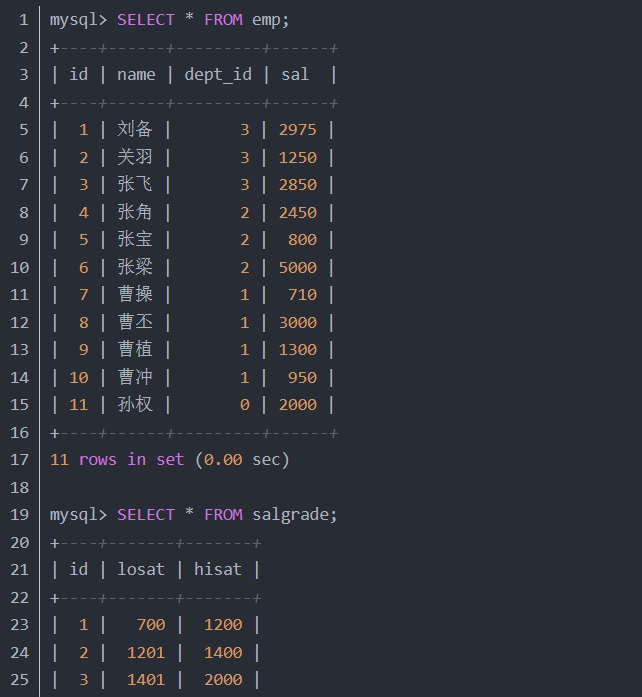 1 mysql> SELECT * FROM emp;
2 +----+------+---------+------+
3 | id | name | dept_id | sal  |
4 +----+------+---------+------+
5 |  1 | 刘备 |       3 | 2975 |
6 |  2 | 关羽 |       3 | 1250 |
7 |  3 | 张飞 |       3 | 2850 |
8 |  4 | 张角 |       2 | 2450 |
9 |  5 | 张宝 |       2 |  800 |
10 |  6 | 张梁 |       2 | 5000 |
11 |  7 | 曹操 |       1 |  710 |
12 |  8 | 曹丕 |       1 | 3000 |
13 |  9 | 曹植 |       1 | 1300 |
14 | 10 | 曹冲 |       1 |  950 |
15 | 11 | 孙权 |       0 | 2000 |
16 +----+------+---------+------+
17 11 rows in set (0.00 sec)
18
19 mysql> SELECT * FROM salgrade;
20 +----+-------+-------+
21 | id | losat | hisat |
22 +----+-------+-------+
23 |  1 |   700 |  1200 |
24 |  2 |  1201 |  1400 |
25 |  3 |  1401 |  2000 |